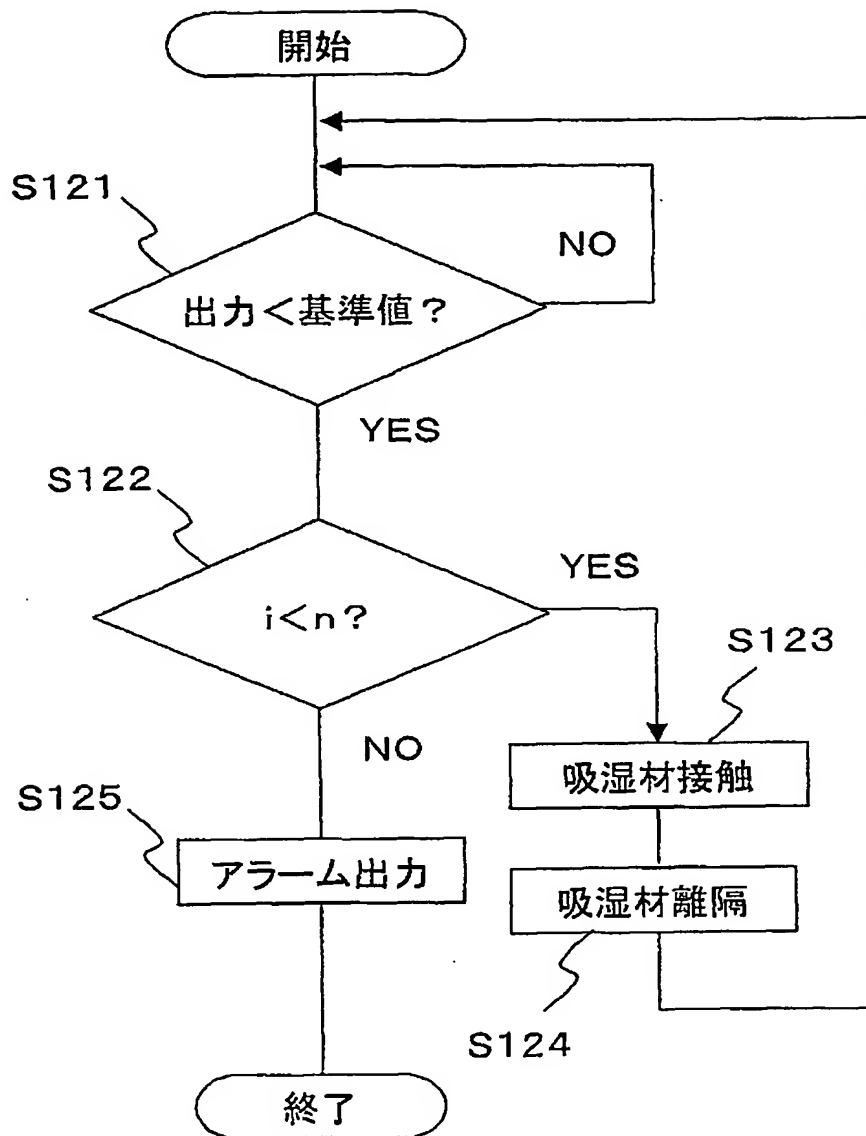 開始
S121
NO
出力＜基準値？
YES
S122
YES
i＜n？
S123
NO
吸湿材接触
S125
アラーム出力
吸湿材離隔
S124
終了